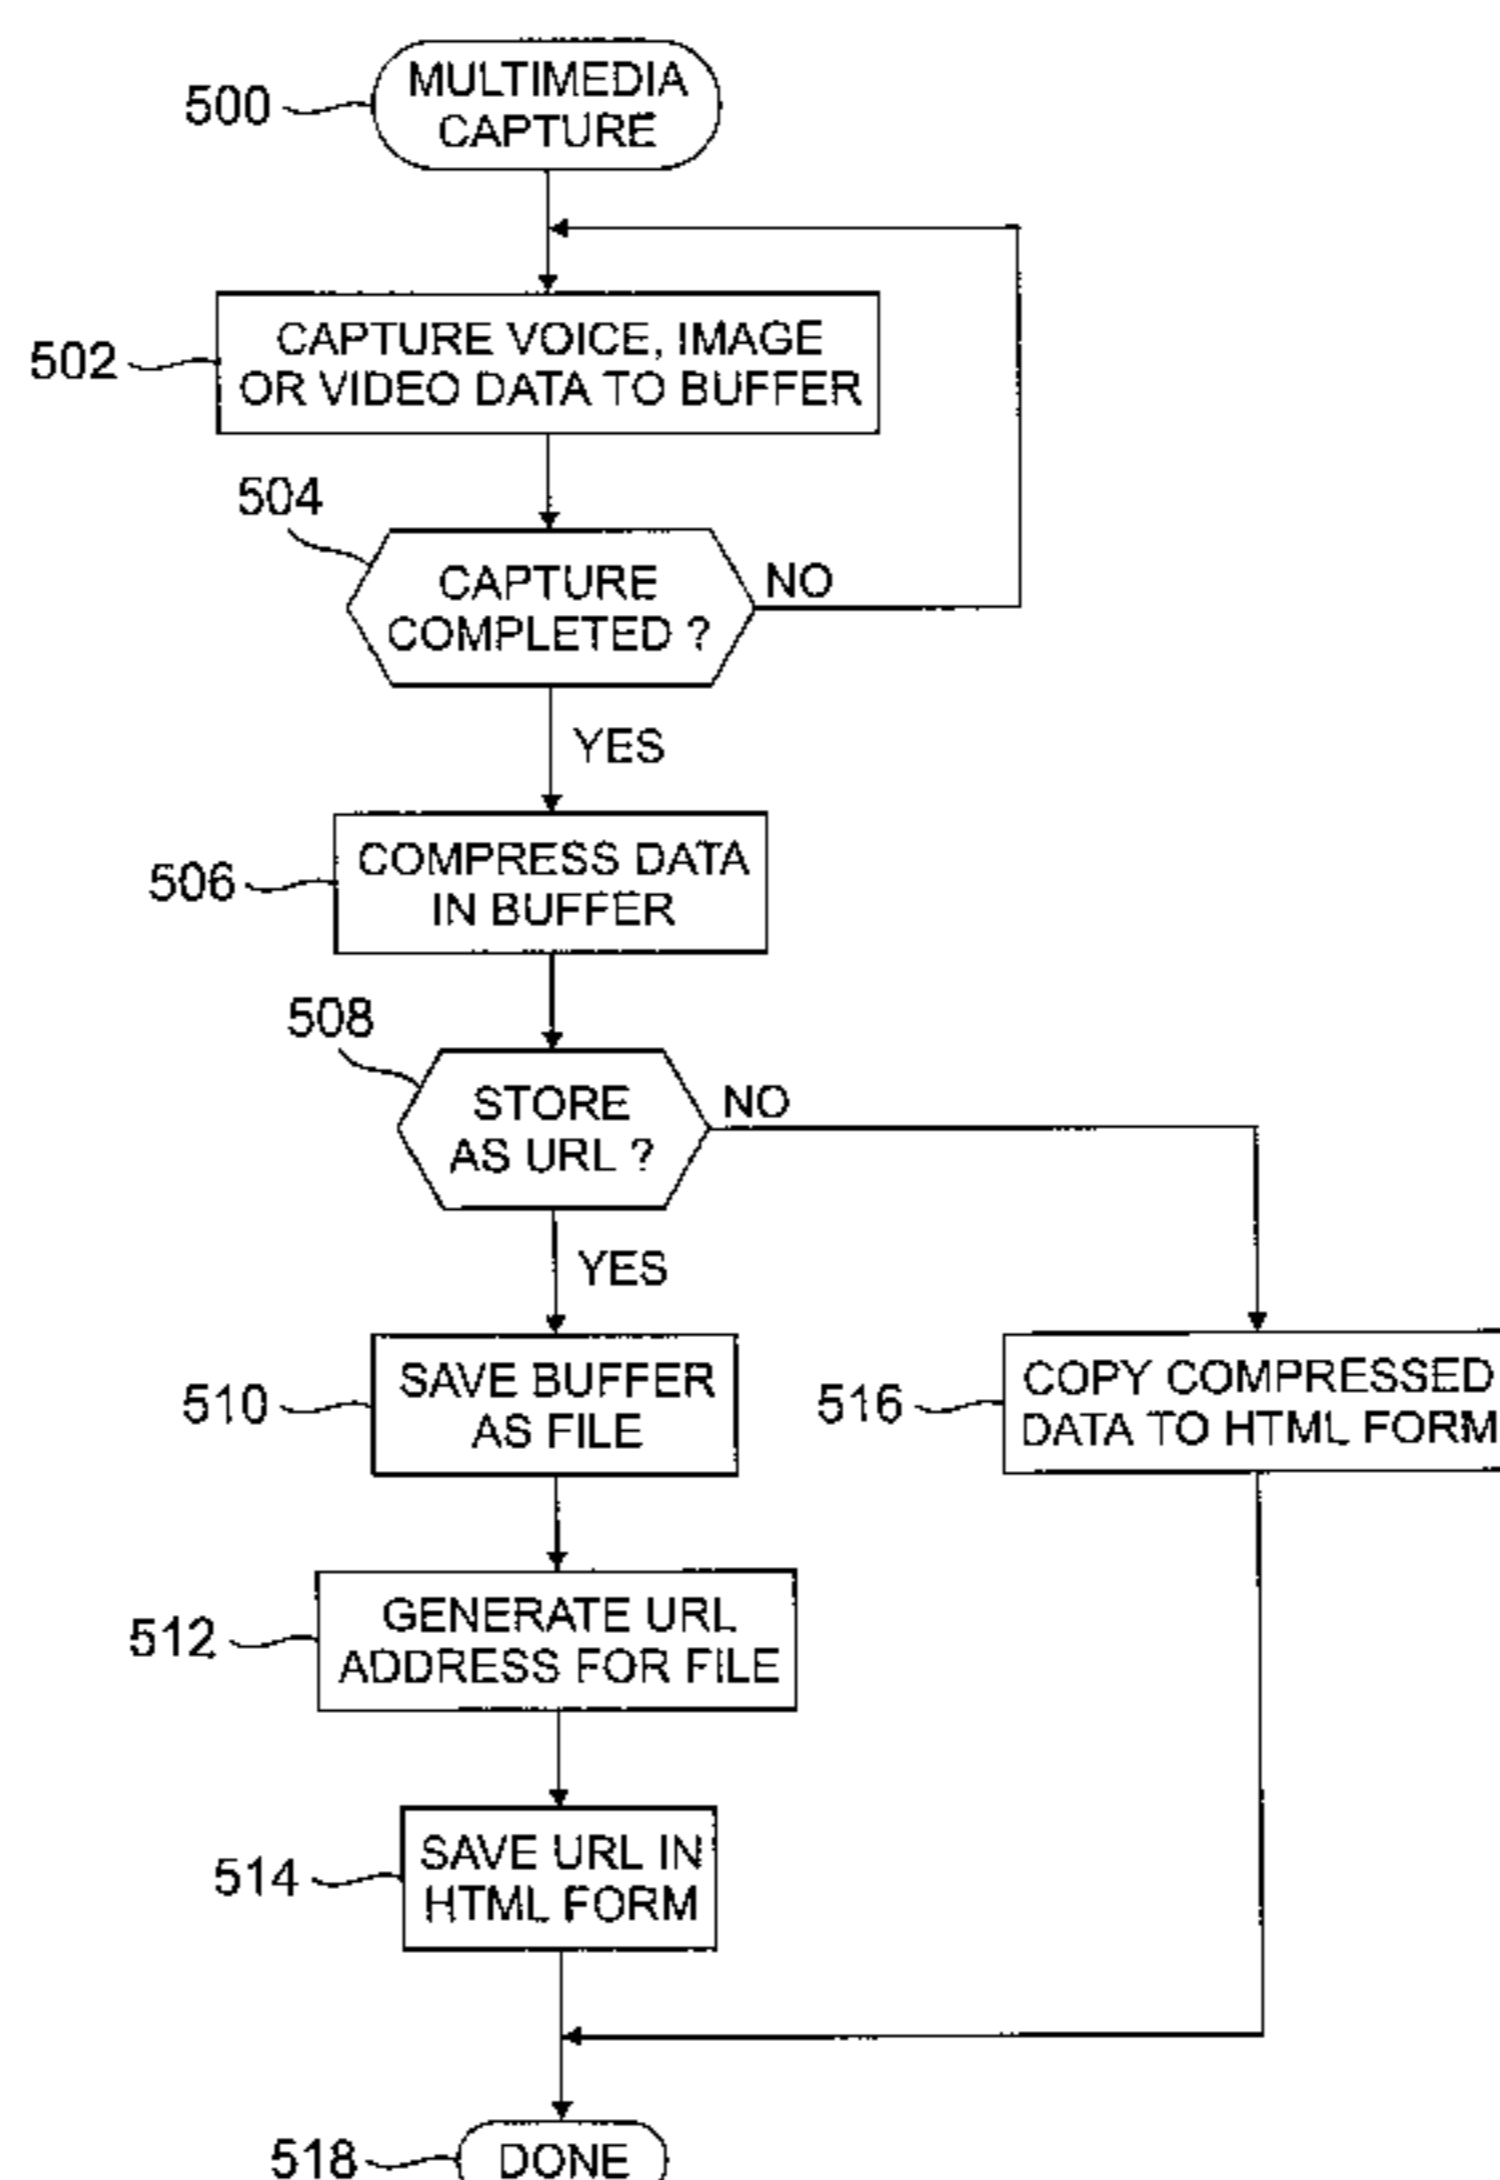 MULTIMEDIA
CAPTURE
500
CAPTURE VOICE, IMAGE
OR VIDEO DATA TO BUFFER
502
504
CAPTURE
COMPLETED ?
NO
YES
COMPRESS DATA
IN BUFFER
506
508
STORE
AS URL ?
NO
YES
SAVE BUFFER
AS FILE
510
COPY COMPRESSED
DATA TO HTML FORM
516
GENERATE URL
ADDRESS FOR FILE
512
SAVE URL IN
HTML FORM
514
DONE
518